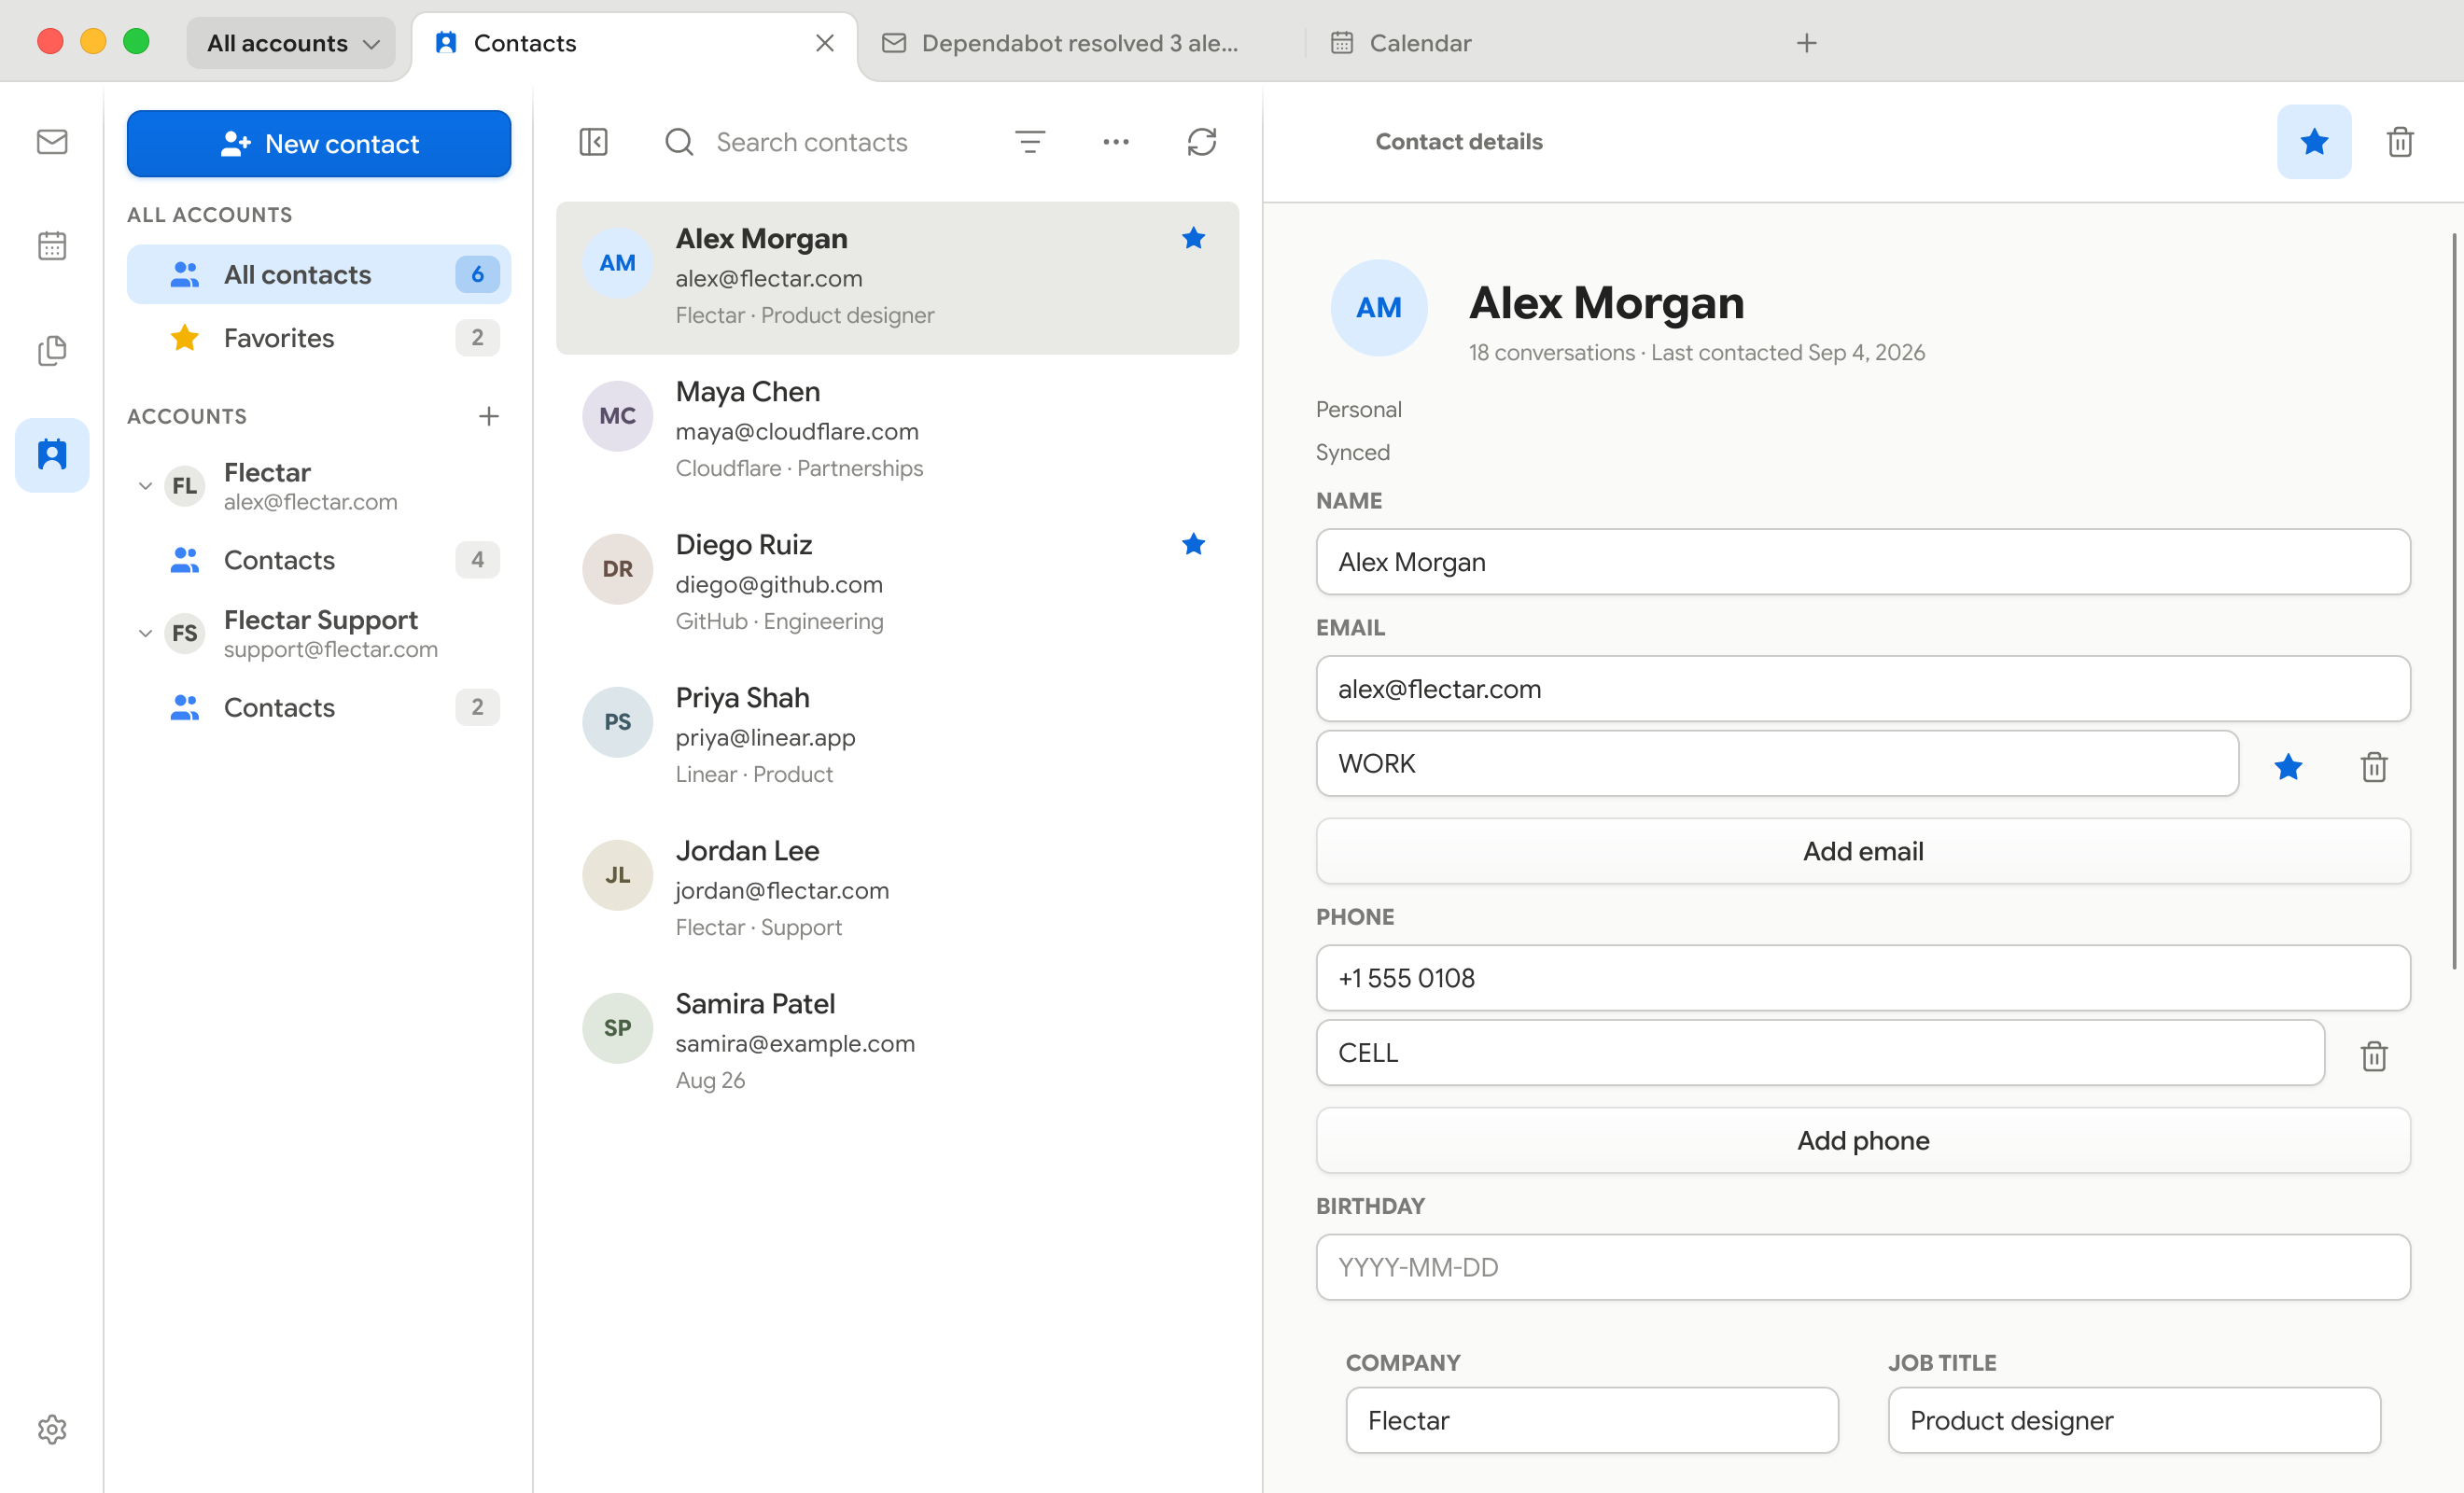 All accounts
Contacts
Dependabot resolved 3 ale...
Calendar
New contact
ALL ACCOUNTS
All contacts 6
Favorites 2
ACCOUNTS
FL Flectar
alex@flectar.com
Contacts 4
FS Flectar Support
support@flectar.com
Contacts 2
Search contacts
AM Alex Morgan
alex@flectar.com
Flectar · Product designer
MC Maya Chen
maya@cloudflare.com
Cloudflare · Partnerships
DR Diego Ruiz
diego@github.com
GitHub · Engineering
PS Priya Shah
priya@linear.app
Linear · Product
JL Jordan Lee
jordan@flectar.com
Flectar · Support
SP Samira Patel
samira@example.com
Aug 26
Contact details
AM Alex Morgan
18 conversations · Last contacted Sep 4, 2026
Personal
Synced
NAME
Alex Morgan
EMAIL
alex@flectar.com
WORK
Add email
PHONE
+1 555 0108
CELL
Add phone
BIRTHDAY
YYYY-MM-DD
COMPANY
Flectar
JOB TITLE
Product designer